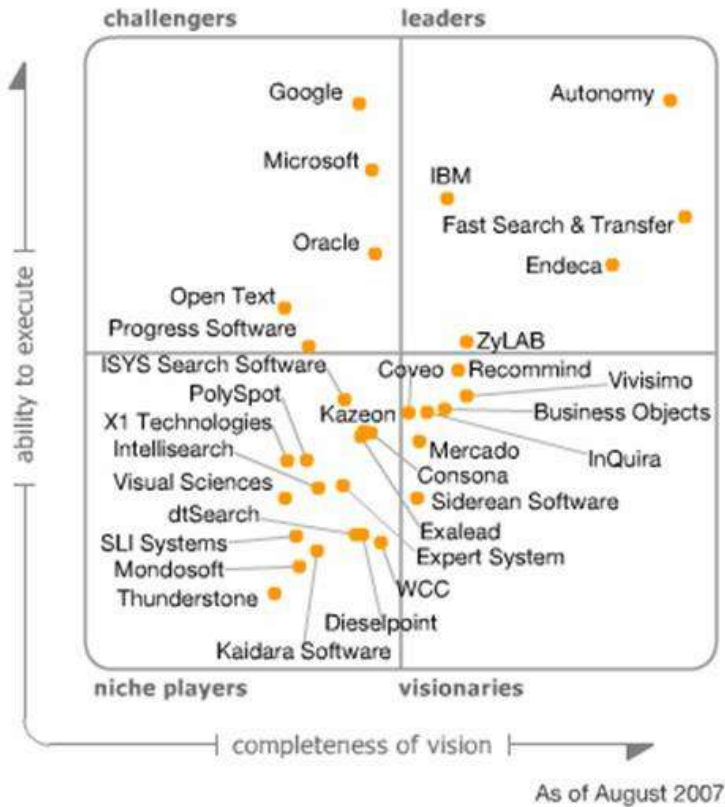 challengers
leaders
Google
Autonomy
Microsoft
IBM
Fast Search & Transfer
Oracle
Endeca
Open Text
Progress Software
ZyLAB
ISYS Search Software
Coveo
Recommind
PolySpot
Vivisimo
X1 Technologies
Kazeon
Business Objects
Intellisearch
Mercado
InQuira
Visual Sciences
Consona
dtSearch
Siderean Software
SLI Systems
Exalead
Mondosoft
Expert System
Thunderstone
WCC
Dieselpoint
Kaidara Software
niche players
visionaries
ability to execute
completeness of vision
As of August 2007